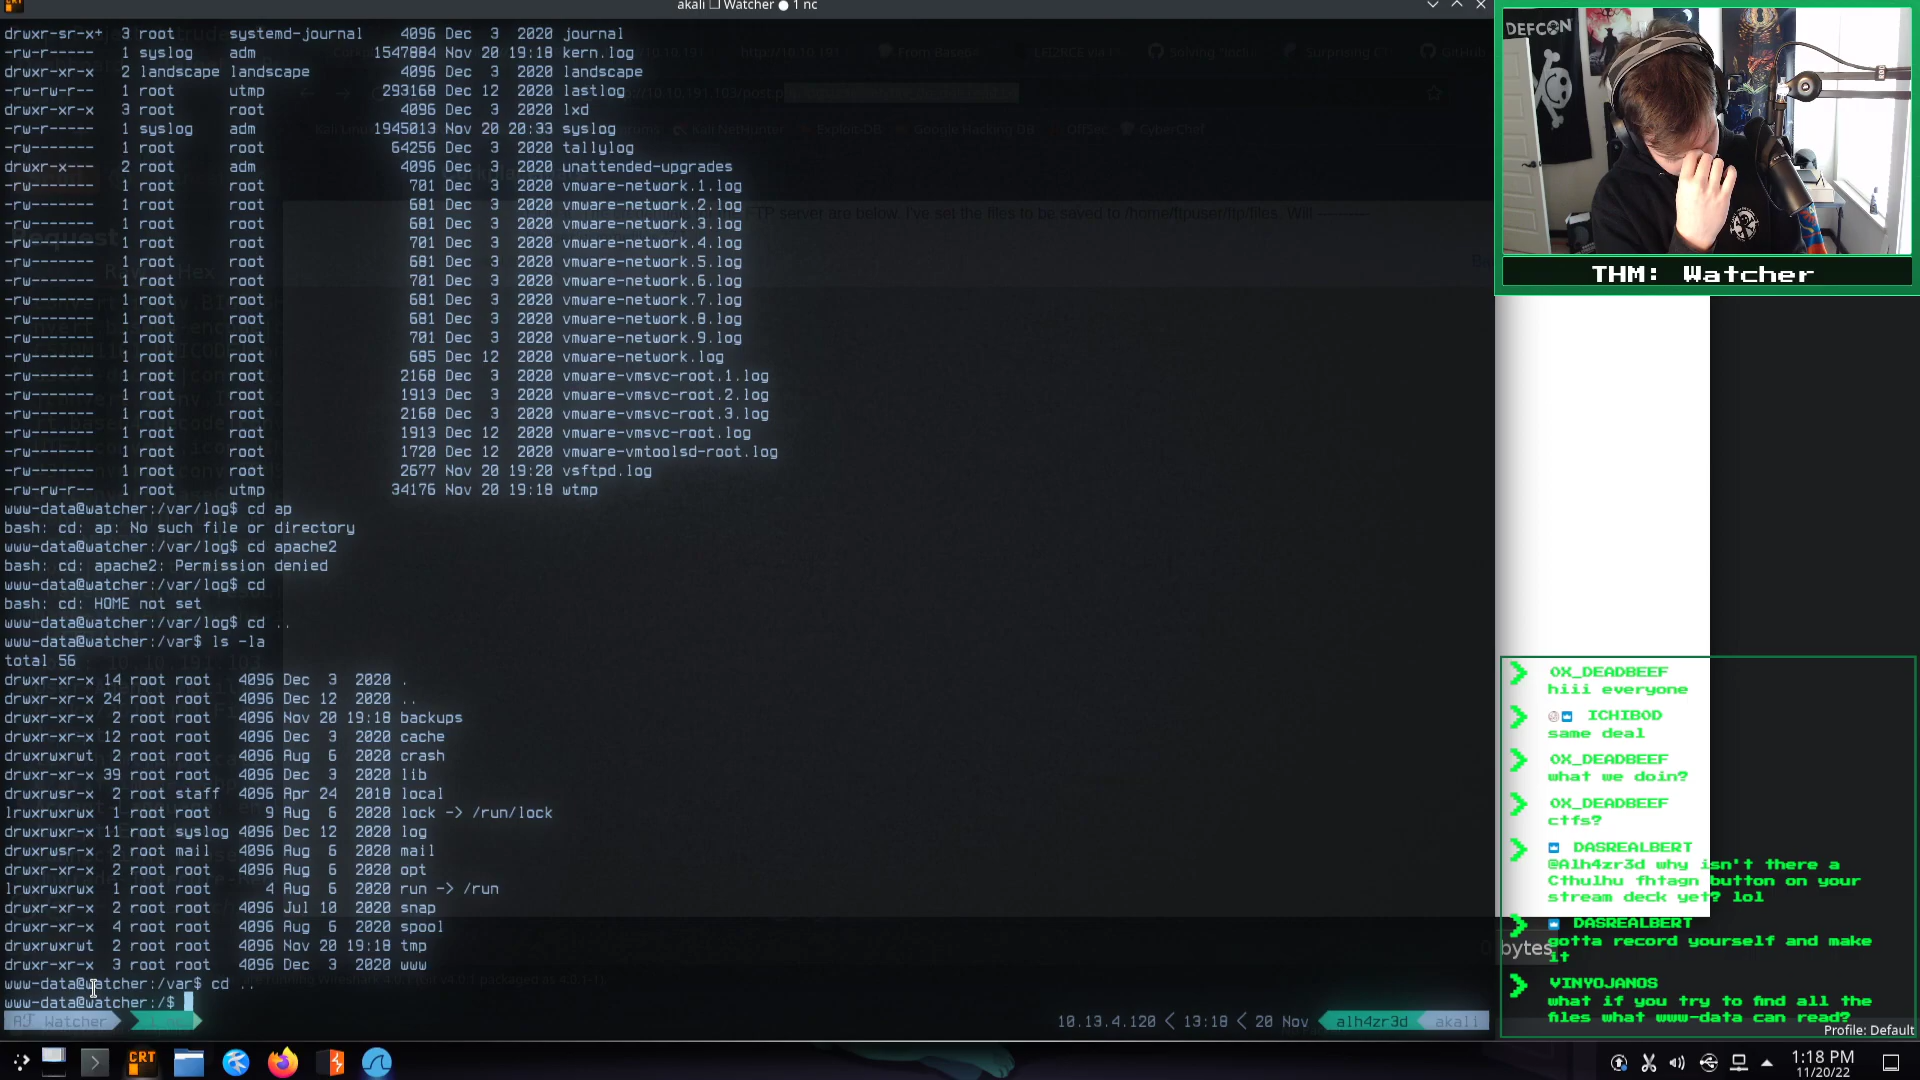 akali ❐ Watcher ● 1 nc
drwxr-sr-x+ 3 root systemd-journal 4096 Dec 3 2020 journal
-rw-r----- 1 syslog adm 1547884 Nov 20 19:18 kern.log
drwxr-xr-x 2 landscape landscape 4096 Dec 3 2020 landscape
-rw-rw-r-- 1 root utmp 293168 Dec 12 2020 lastlog
drwxr-xr-x 3 root root 4096 Dec 3 2020 lxd
-rw-r----- 1 syslog adm 1945013 Nov 20 20:33 syslog
-rw------- 1 root root 64256 Dec 3 2020 tallylog
drwxr-x--- 2 root adm 4096 Dec 3 2020 unattended-upgrades
-rw------- 1 root root 701 Dec 3 2020 vmware-network.1.log
-rw------- 1 root root 681 Dec 3 2020 vmware-network.2.log
-rw------- 1 root root 681 Dec 3 2020 vmware-network.3.log
-rw------- 1 root root 701 Dec 3 2020 vmware-network.4.log
-rw------- 1 root root 681 Dec 3 2020 vmware-network.5.log
-rw------- 1 root root 701 Dec 3 2020 vmware-network.6.log
-rw------- 1 root root 681 Dec 3 2020 vmware-network.7.log
-rw------- 1 root root 681 Dec 3 2020 vmware-network.8.log
-rw------- 1 root root 701 Dec 3 2020 vmware-network.9.log
-rw------- 1 root root 685 Dec 12 2020 vmware-network.log
-rw------- 1 root root 2168 Dec 3 2020 vmware-vmsvc-root.1.log
-rw------- 1 root root 1913 Dec 3 2020 vmware-vmsvc-root.2.log
-rw------- 1 root root 2168 Dec 3 2020 vmware-vmsvc-root.3.log
-rw------- 1 root root 1913 Dec 12 2020 vmware-vmsvc-root.log
-rw------- 1 root root 1720 Dec 12 2020 vmware-vmtoolsd-root.log
-rw------- 1 root root 2677 Nov 20 19:20 vsftpd.log
-rw-rw-r-- 1 root utmp 34176 Nov 20 19:18 wtmp
www-data@watcher:/var/log$ cd ap
bash: cd: ap: No such file or directory
www-data@watcher:/var/log$ cd apache2
bash: cd: apache2: Permission denied
www-data@watcher:/var/log$ cd
bash: cd: HOME not set
www-data@watcher:/var/log$ cd ..
www-data@watcher:/var$ ls -la
total 56
drwxr-xr-x 14 root root 4096 Dec 3 2020 .
drwxr-xr-x 24 root root 4096 Dec 12 2020 ..
drwxr-xr-x 2 root root 4096 Nov 20 19:18 backups
drwxr-xr-x 12 root root 4096 Dec 3 2020 cache
drwxrwxrwt 2 root root 4096 Aug 6 2020 crash
drwxr-xr-x 39 root root 4096 Dec 3 2020 lib
drwxrwsr-x 2 root staff 4096 Apr 24 2018 local
lrwxrwxrwx 1 root root 9 Aug 6 2020 lock -> /run/lock
drwxrwxr-x 11 root syslog 4096 Dec 12 2020 log
drwxrwsr-x 2 root mail 4096 Aug 6 2020 mail
drwxr-xr-x 2 root root 4096 Aug 6 2020 opt
lrwxrwxrwx 1 root root 4 Aug 6 2020 run -> /run
drwxr-xr-x 2 root root 4096 Jul 10 2020 snap
drwxr-xr-x 4 root root 4096 Aug 6 2020 spool
drwxrwxrwt 2 root root 4096 Nov 20 19:18 tmp
drwxr-xr-x 3 root root 4096 Dec 3 2020 www
www-data@watcher:/var$ cd ..
www-data@watcher:/$
Watcher
10.13.4.120 < 13:18 < 20 Nov alh4zr3d akali
DEFCON
THM: Watcher
0X_DEADBEEF
hiii everyone
ICHIBOD
same deal
0X_DEADBEEF
what we doin?
0X_DEADBEEF
ctfs?
DASREALBERT
@Alh4zr3d why isn't there a
Cthulhu fhtagn button on your
stream deck yet? lol
DASREALBERT
gotta record yourself and make
it
VINYOJANOS
what if you try to find all the
files what www-data can read?
bytes
Profile: Default
CRT
1:18 PM
11/20/22